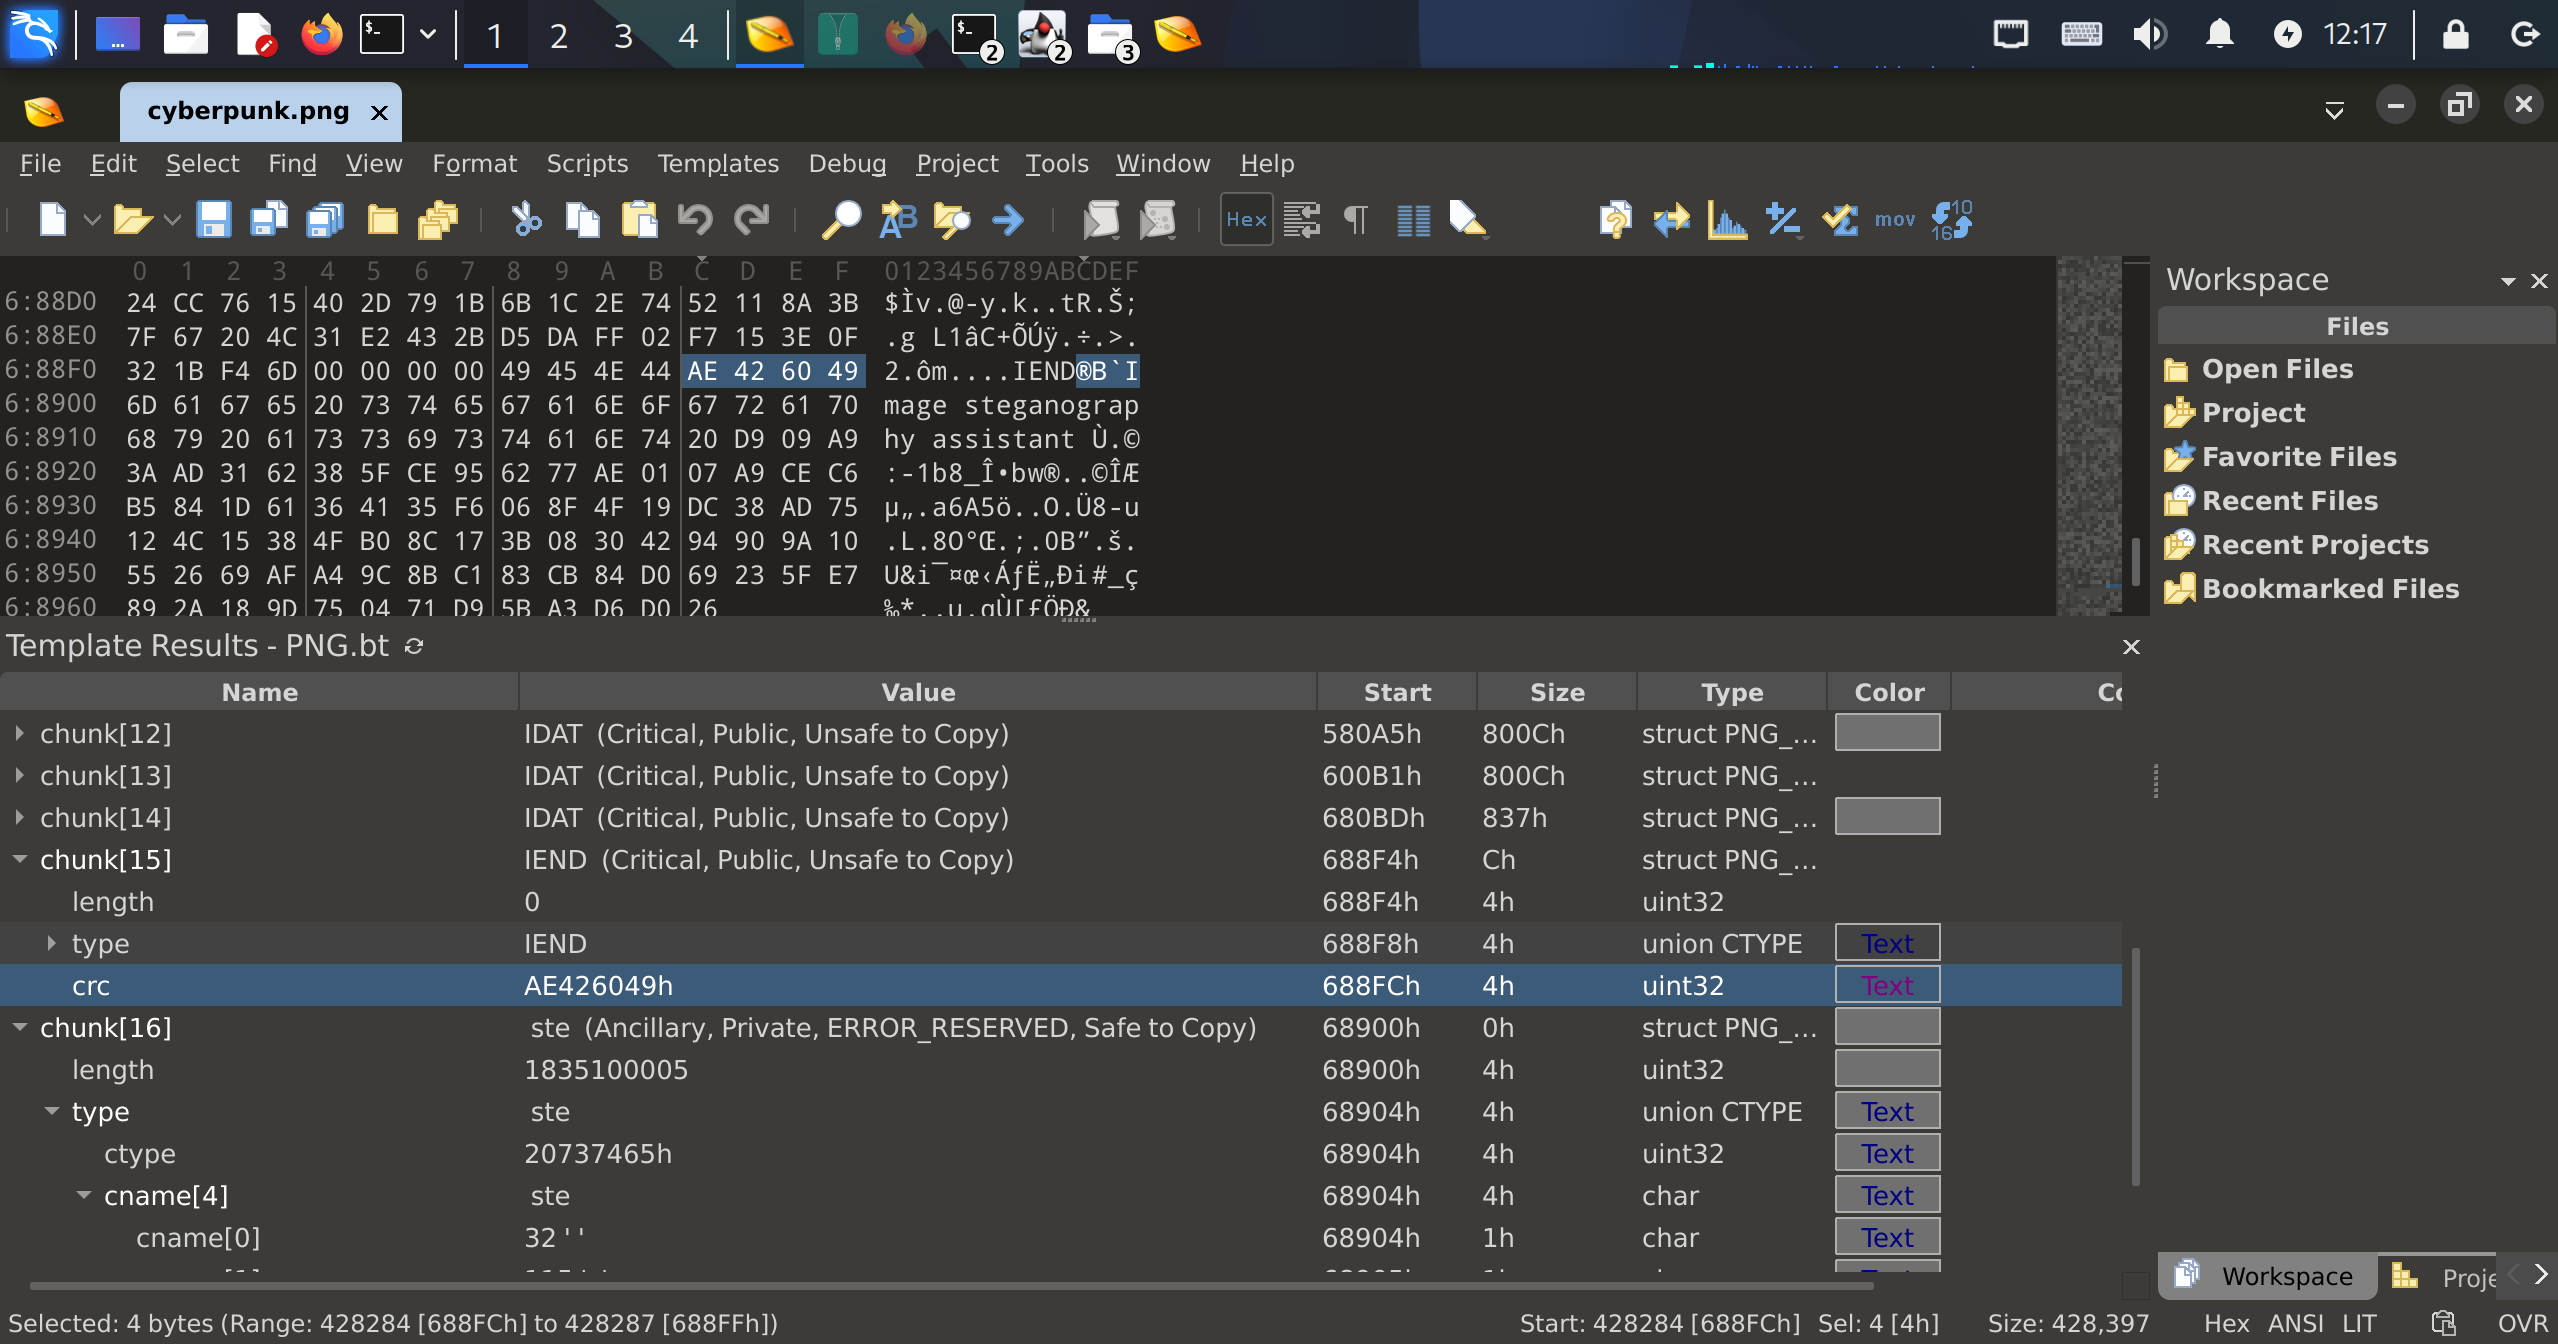 1 2 3 4 2 2 3 12:17
cyberpunk.png
File Edit Select Find View Format Scripts Templates Debug Project Tools Window Help
Hex mov 10 16
0 1 2 3 4 5 6 7 8 9 A B C D E F 0123456789ABCDEF
6:88D0 24 CC 76 15 40 2D 79 1B 6B 1C 2E 74 52 11 8A 3B $Ìv.@-y.k..tR.Š;
6:88E0 7F 67 20 4C 31 E2 43 2B D5 DA FF 02 F7 15 3E 0F .g L1âC+ÕÚÿ.÷.>.
6:88F0 32 1B F4 6D 00 00 00 00 49 45 4E 44 AE 42 60 49 2.ôm....IEND®B`I
6:8900 6D 61 67 65 20 73 74 65 67 61 6E 6F 67 72 61 70 mage steganograp
6:8910 68 79 20 61 73 73 69 73 74 61 6E 74 20 D9 09 A9 hy assistant Ù.©
6:8920 3A AD 31 62 38 5F CE 95 62 77 AE 01 07 A9 CE C6 :-1b8_Î•bw®..©ÎÆ
6:8930 B5 84 1D 61 36 41 35 F6 06 8F 4F 19 DC 38 AD 75 µ„.a6A5ö..O.Ü8-u
6:8940 12 4C 15 38 4F B0 8C 17 3B 08 30 42 94 90 9A 10 .L.8O°Œ.;.0B”.š.
6:8950 55 26 69 AF A4 9C 8B C1 83 CB 84 D0 69 23 5F E7 U&i¯¤œ‹ÁƒË„Ði#_ç
6:8960 89 2A 18 9D 75 04 71 D9 5B A3 D6 D0 26 ‰*..u.qÙ[£ÖÐ&
Workspace
Files
Open Files
Project
Favorite Files
Recent Files
Recent Projects
Bookmarked Files
Template Results - PNG.bt
Name Value Start Size Type Color
chunk[12] IDAT (Critical, Public, Unsafe to Copy) 580A5h 800Ch struct PNG_...
chunk[13] IDAT (Critical, Public, Unsafe to Copy) 600B1h 800Ch struct PNG_...
chunk[14] IDAT (Critical, Public, Unsafe to Copy) 680BDh 837h struct PNG_...
chunk[15] IEND (Critical, Public, Unsafe to Copy) 688F4h Ch struct PNG_...
length 0 688F4h 4h uint32
type IEND 688F8h 4h union CTYPE Text
crc AE426049h 688FCh 4h uint32 Text
chunk[16] ste (Ancillary, Private, ERROR_RESERVED, Safe to Copy) 68900h 0h struct PNG_...
length 1835100005 68900h 4h uint32
type ste 68904h 4h union CTYPE Text
ctype 20737465h 68904h 4h uint32 Text
cname[4] ste 68904h 4h char Text
cname[0] 32 ' ' 68904h 1h char Text
Workspace Proje
Selected: 4 bytes (Range: 428284 [688FCh] to 428287 [688FFh]) Start: 428284 [688FCh] Sel: 4 [4h] Size: 428,397 Hex ANSI LIT OVR